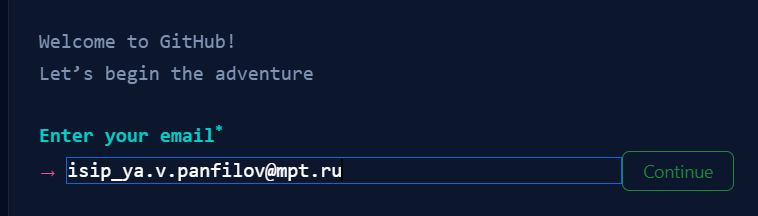 Welcome to GitHub!
Let’s begin the adventure
Enter your email*
→ isip_ya.v.panfilov@mpt.ru Continue